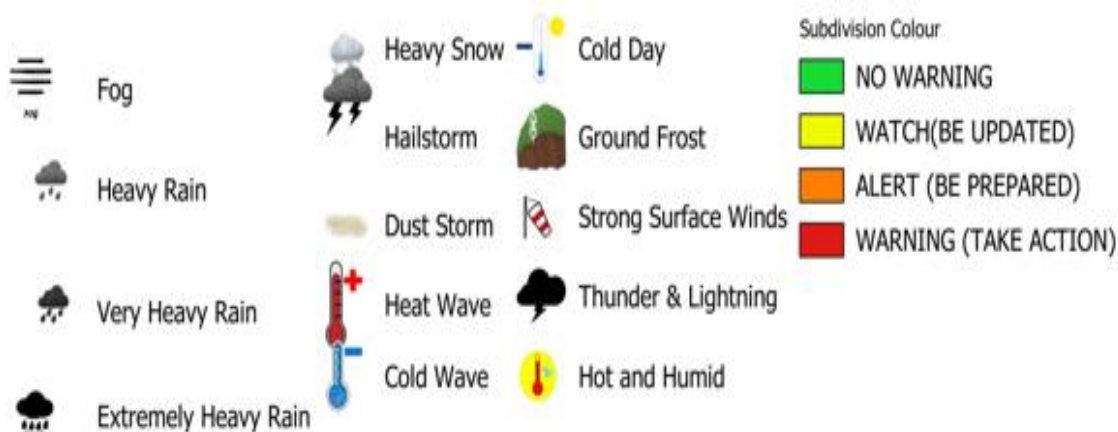 Fog
Heavy Rain
Very Heavy Rain
Extremely Heavy Rain
Heavy Snow
Hailstorm
Dust Storm
Heat Wave
Cold Wave
Cold Day
Ground Frost
Strong Surface Winds
Thunder & Lightning
Hot and Humid
Subdivision Colour
NO WARNING
WATCH(BE UPDATED)
ALERT (BE PREPARED)
WARNING (TAKE ACTION)